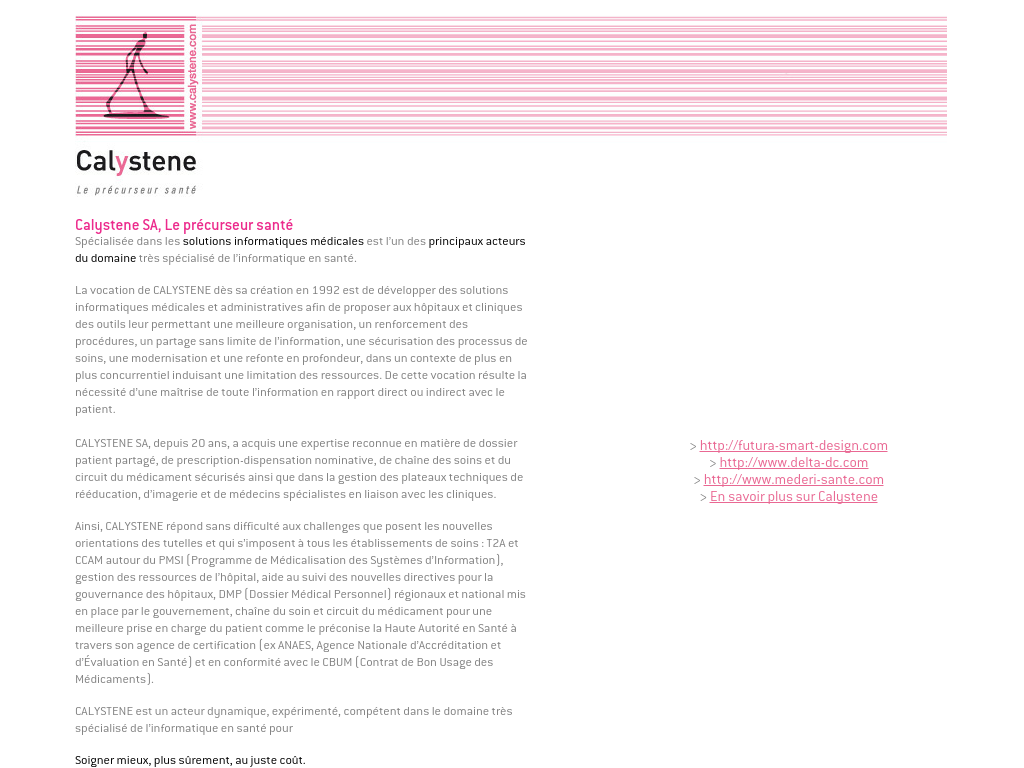 www.calystene.com
Calystene
Le précurseur santé
Calystene SA, Le précurseur santé
Spécialisée dans les solutions informatiques médicales est l'un des principaux acteurs
du domaine très spécialisé de l'informatique en santé.
La vocation de CALYSTENE dès sa création en 1992 est de développer des solutions
informatiques médicales et administratives afin de proposer aux hôpitaux et cliniques
des outils leur permettant une meilleure organisation, un renforcement des
procédures, un partage sans limite de l'information, une sécurisation des processus de
soins, une modernisation et une refonte en profondeur, dans un contexte de plus en
plus concurrentiel induisant une limitation des ressources. De cette vocation résulte la
nécessité d'une maîtrise de toute l'information en rapport direct ou indirect avec le
patient.
CALYSTENE SA, depuis 20 ans, a acquis une expertise reconnue en matière de dossier
patient partagé, de prescription-dispensation nominative, de chaîne des soins et du
circuit du médicament sécurisés ainsi que dans la gestion des plateaux techniques de
rééducation, d'imagerie et de médecins spécialistes en liaison avec les cliniques.
Ainsi, CALYSTENE répond sans difficulté aux challenges que posent les nouvelles
orientations des tutelles et qui s'imposent à tous les établissements de soins : T2A et
CCAM autour du PMSI (Programme de Médicalisation des Systèmes d'Information),
gestion des ressources de l'hôpital, aide au suivi des nouvelles directives pour la
gouvernance des hôpitaux, DMP (Dossier Médical Personnel) régionaux et national mis
en place par le gouvernement, chaîne du soin et circuit du médicament pour une
meilleure prise en charge du patient comme le préconise la Haute Autorité en Santé à
travers son agence de certification (ex ANAES, Agence Nationale d'Accréditation et
d'Évaluation en Santé) et en conformité avec le CBUM (Contrat de Bon Usage des
Médicaments).
CALYSTENE est un acteur dynamique, expérimenté, compétent dans le domaine très
spécialisé de l'informatique en santé pour
Soigner mieux, plus sûrement, au juste coût.
> http://futura-smart-design.com
> http://www.delta-dc.com
> http://www.mederi-sante.com
> En savoir plus sur Calystene